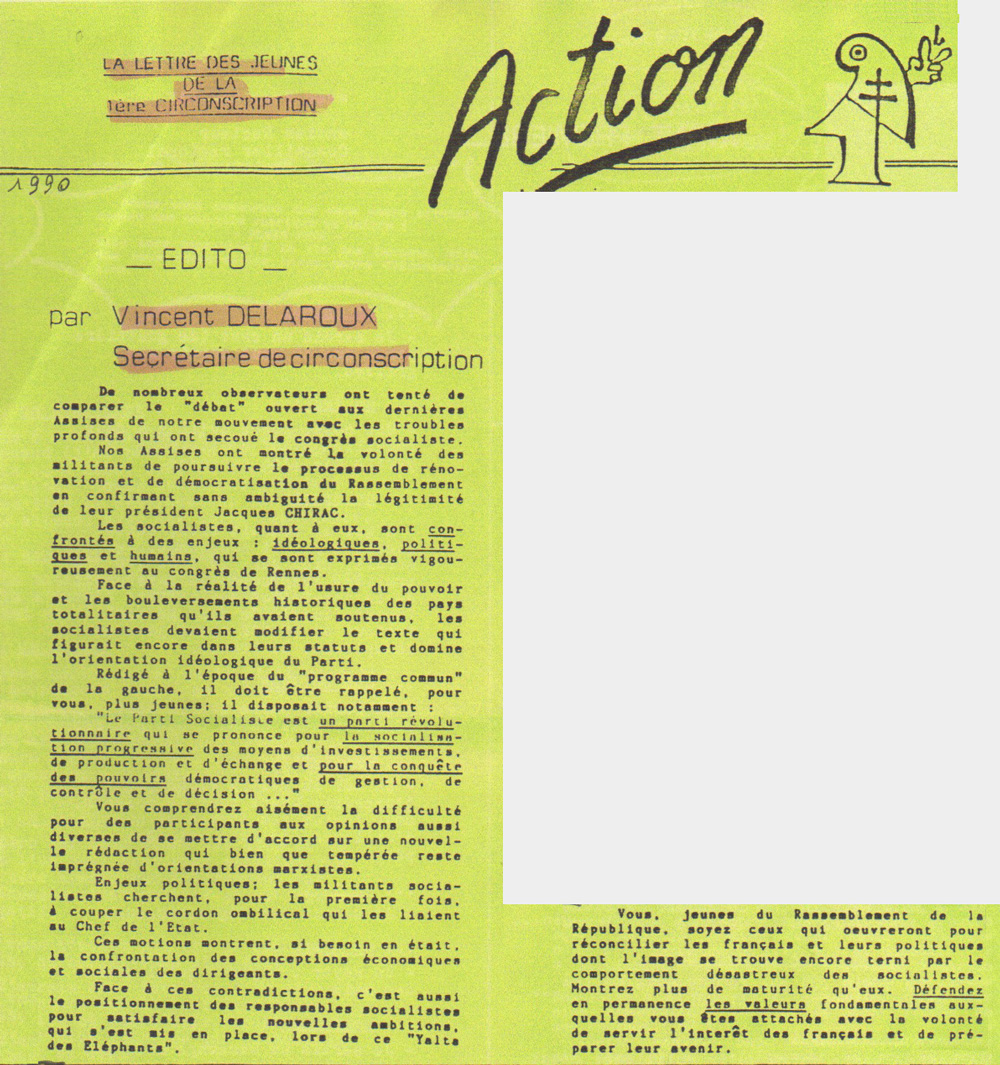 LA LETTRE DES JEUNES
DE LA
1ère CIRCONSCRIPTION
Action
1990
_ EDITO _
par Vincent DELAROUX
Secrétaire de circonscription
De nombreux observateurs ont tenté de
comparer le "débat" ouvert aux dernières
Assises de notre mouvement avec les troubles
profonds qui ont secoué le congrès socialiste.
Nos Assises ont montré la volonté des
militants de poursuivre le processus de réno-
vation et de démocratisation du Rassemblement
en confirmant sans ambiguité la légitimité
de leur président Jacques CHIRAC.
Les socialistes, quant à eux, sont con-
frontés à des enjeux : idéologiques, politi-
ques et humains, qui se sont exprimés vigou-
reusement au congrès de Rennes.
Face à la réalité de l'usure du pouvoir
et les bouleversements historiques des pays
totalitaires qu'ils avaient soutenus, les
socialistes devaient modifier le texte qui
figurait encore dans leurs statuts et domine
l'orientation idéologique du Parti.
Rédigé à l'époque du "programme commun"
de la gauche, il doit être rappelé, pour
vous, plus jeunes; il disposait notamment :
"Le Parti Socialiste est un parti révolu-
tionnaire qui se prononce pour la socialisa-
tion progressive des moyens d'investissements,
de production et d'échange et pour la conquête
des pouvoirs démocratiques de gestion, de
contrôle et de décision ..."
Vous comprendrez aisément la difficulté
pour des participants aux opinions aussi
diverses de se mettre d'accord sur une nouvel-
le rédaction qui bien que tempérée reste
imprégnée d'orientations marxistes.
Enjeux politiques; les militants socia-
listes cherchent, pour la première fois,
à couper le cordon ombilical qui les liaient
au Chef de l'Etat.
Ces motions montrent, si besoin en était,
la confrontation des conceptions économiques
et sociales des dirigeants.
Face à ces contradictions, c'est aussi
le positionnement des responsables socialistes
pour satisfaire les nouvelles ambitions,
qui s'est mis en place, lors de ce "Yalta
des Eléphants".
Vous, jeunes du Rassemblement de la
République, soyez ceux qui oeuvreront pour
réconcilier les français et leurs politiques
dont l'image se trouve encore terni par le
comportement désastreux des socialistes.
Montrez plus de maturité qu'eux. Défendez
en permanence les valeurs fondamentales aux-
quelles vous êtes attachés avec la volonté
de servir l'interêt des français et de pré-
parer leur avenir.